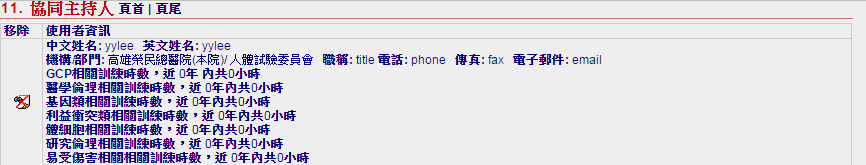 11. 協同主持人 頁首 | 頁尾
移除 使用者資訊
中文姓名: yylee 英文姓名: yylee
機構/部門: 高雄榮民總醫院(本院)/ 人體試驗委員會 職稱: title 電話: phone 傳真: fax 電子郵件: email
GCP相關訓練時數，近 0年 內共0小時
醫學倫理相關訓練時數，近 0年 內共0小時
基因類相關訓練時數，近 0年 內共0小時
利益衝突類相關訓練時數，近 0年 內共0小時
體細胞相關訓練時數，近 0年 內共0小時
研究倫理相關訓練時數，近 0年 內共0小時
易受傷害相關相關訓練時數，近 0年 內共0小時